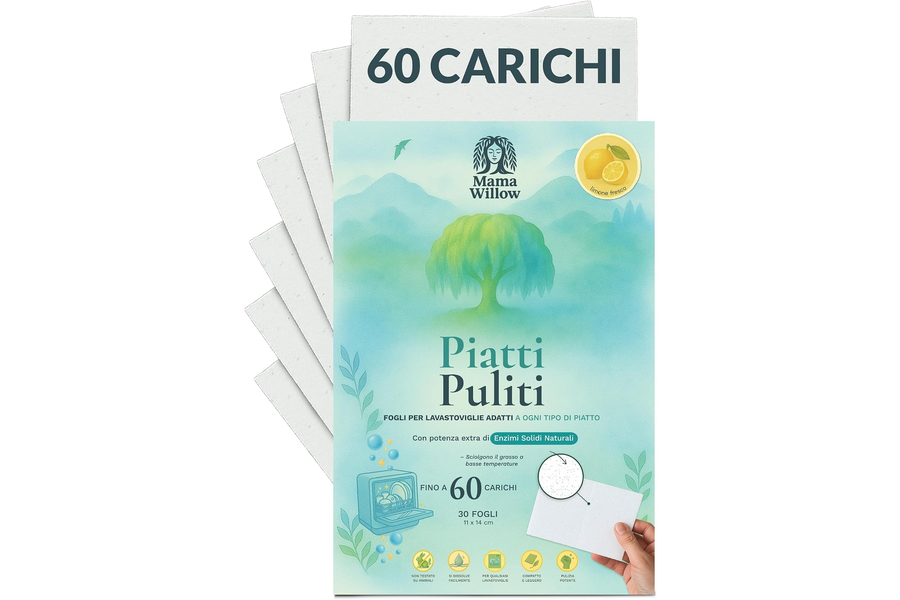 60 CARICHI
Mama
Willow
limone fresco
Piatti
Puliti
FOGLI PER LAVASTOVIGLIE ADATTI A OGNI TIPO DI PIATTO
Con potenza extra di Enzimi Solidi Naturali
– Sciolgono il grasso a
basse temperature
FINO A 60 CARICHI
30 FOGLI
11 x 14 cm
NON TESTATO
SU ANIMALI
SI DISSOLVE
FACILMENTE
PER QUALSIASI
LAVASTOVIGLIE
COMPATTO
E LEGGERO
PULIZIA
POTENTE